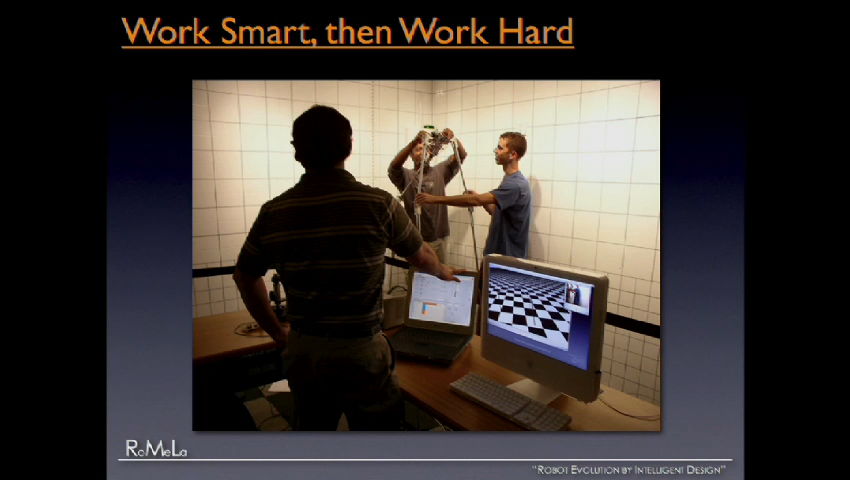 Work Smart, then Work Hard
RoMeLa
"Robot Evolution by Intelligent Design"